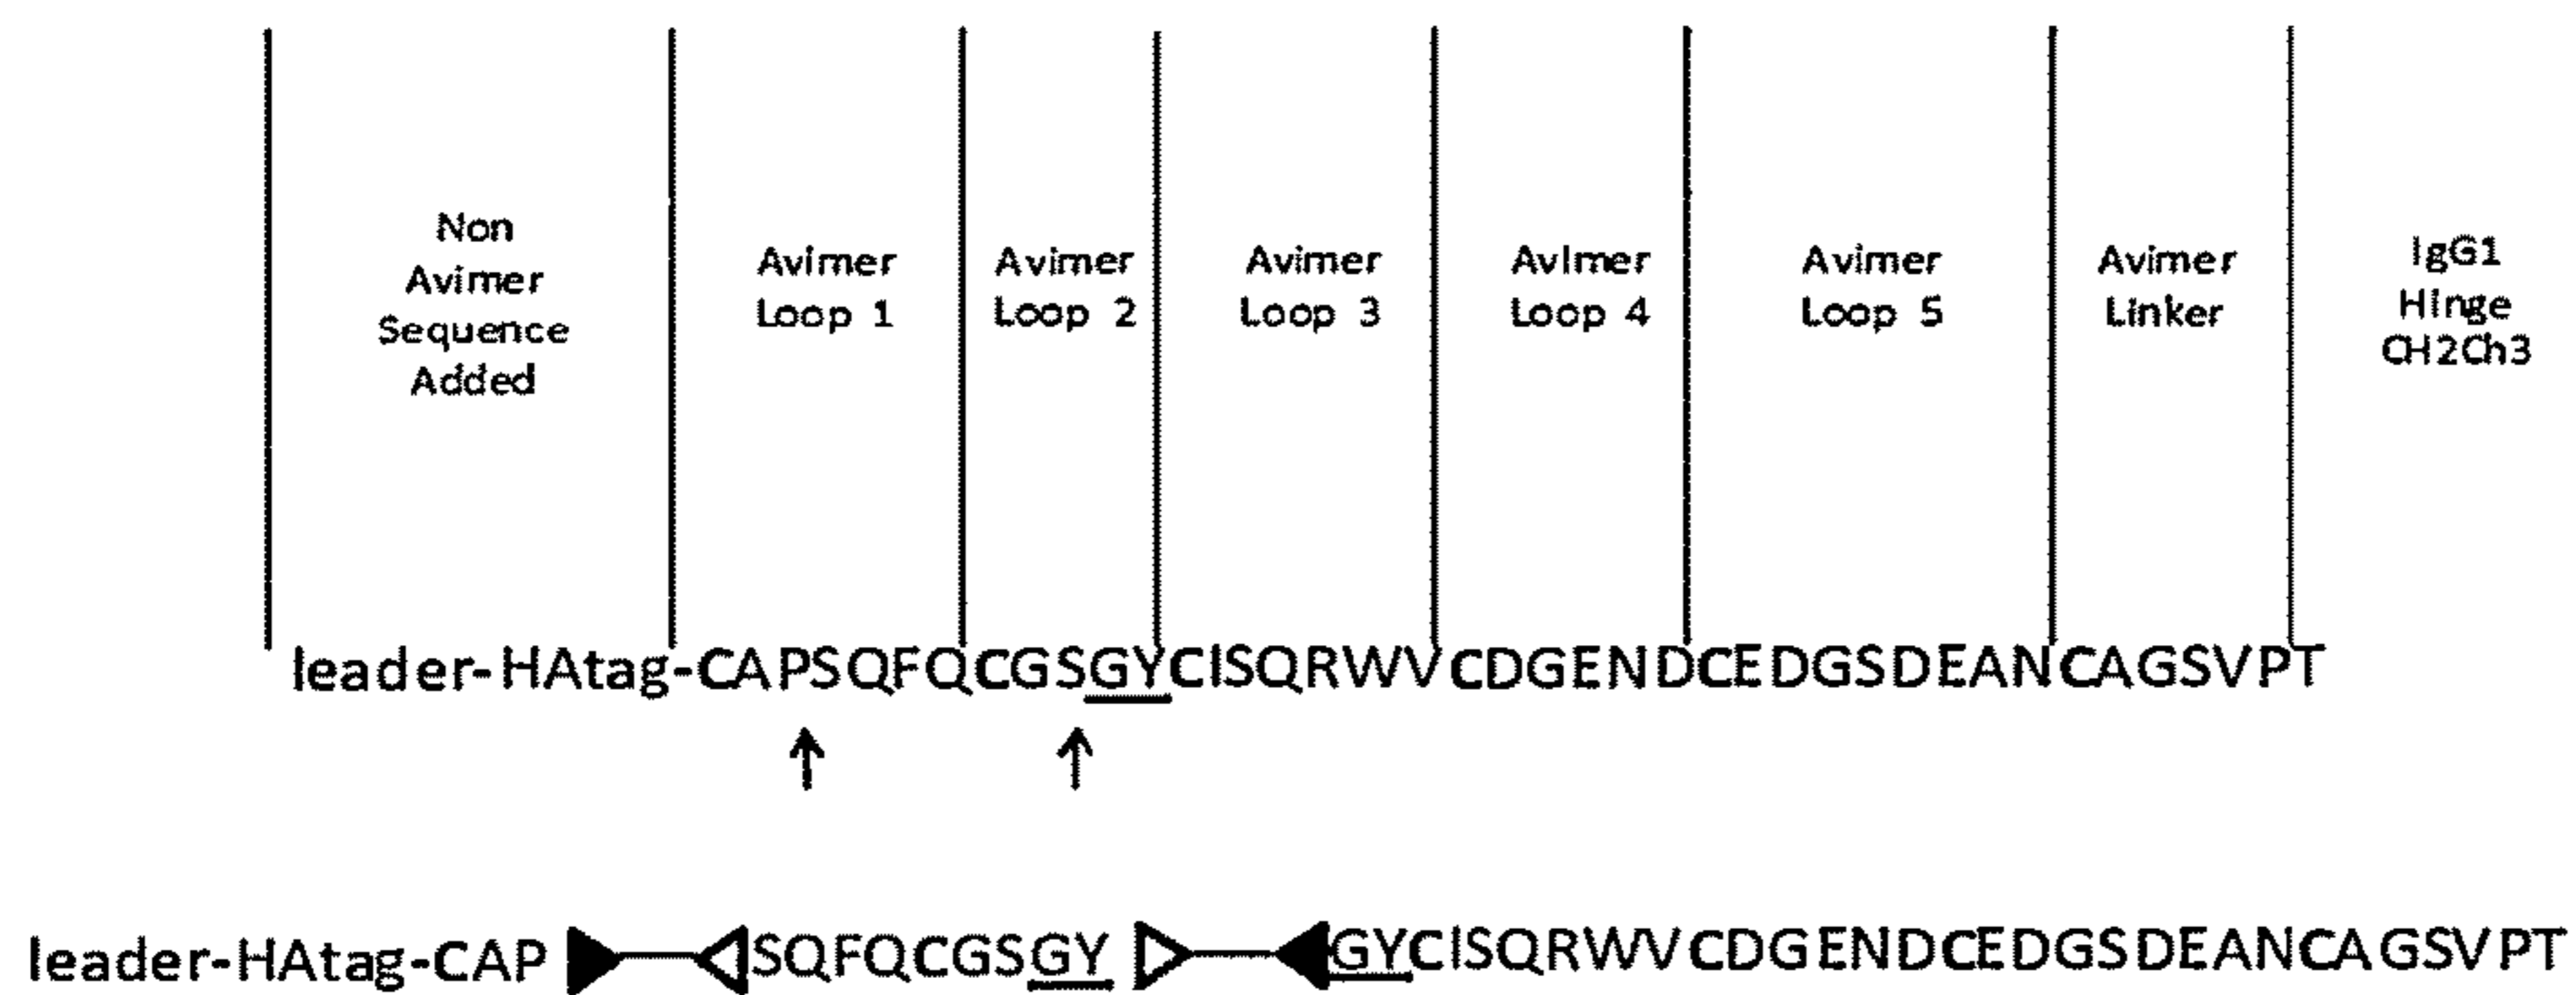 Non
Avimer
Sequence
Added
Avimer
Loop 1
Avimer
Loop 2
Avimer
Loop 3
Avimer
Loop 4
Avimer
Loop 5
Avimer
Linker
IgG1
Hinge
CH2Ch3
leader-HAtag-CAPSQFQCGSGYCISQRWVCDGENDCEDGSDEANCAGSVPT
leader-HAtag-CAP SQFQCGSGY GYCISQRWVCDGENDCEDGSDEANCAGSVPT